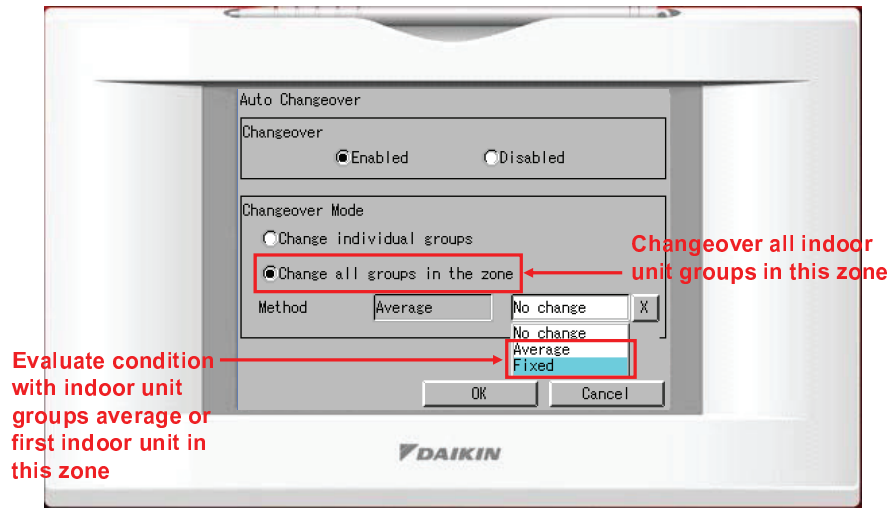 Auto Changeover
Changeover
Enabled Disabled
Changeover Mode
Change individual groups
Change all groups in the zone
Method Average No change X
No change
Average
Fixed
OK Cancel
Changeover all indoor
unit groups in this zone
Evaluate condition
with indoor unit
groups average or
first indoor unit in
this zone
DAIKIN